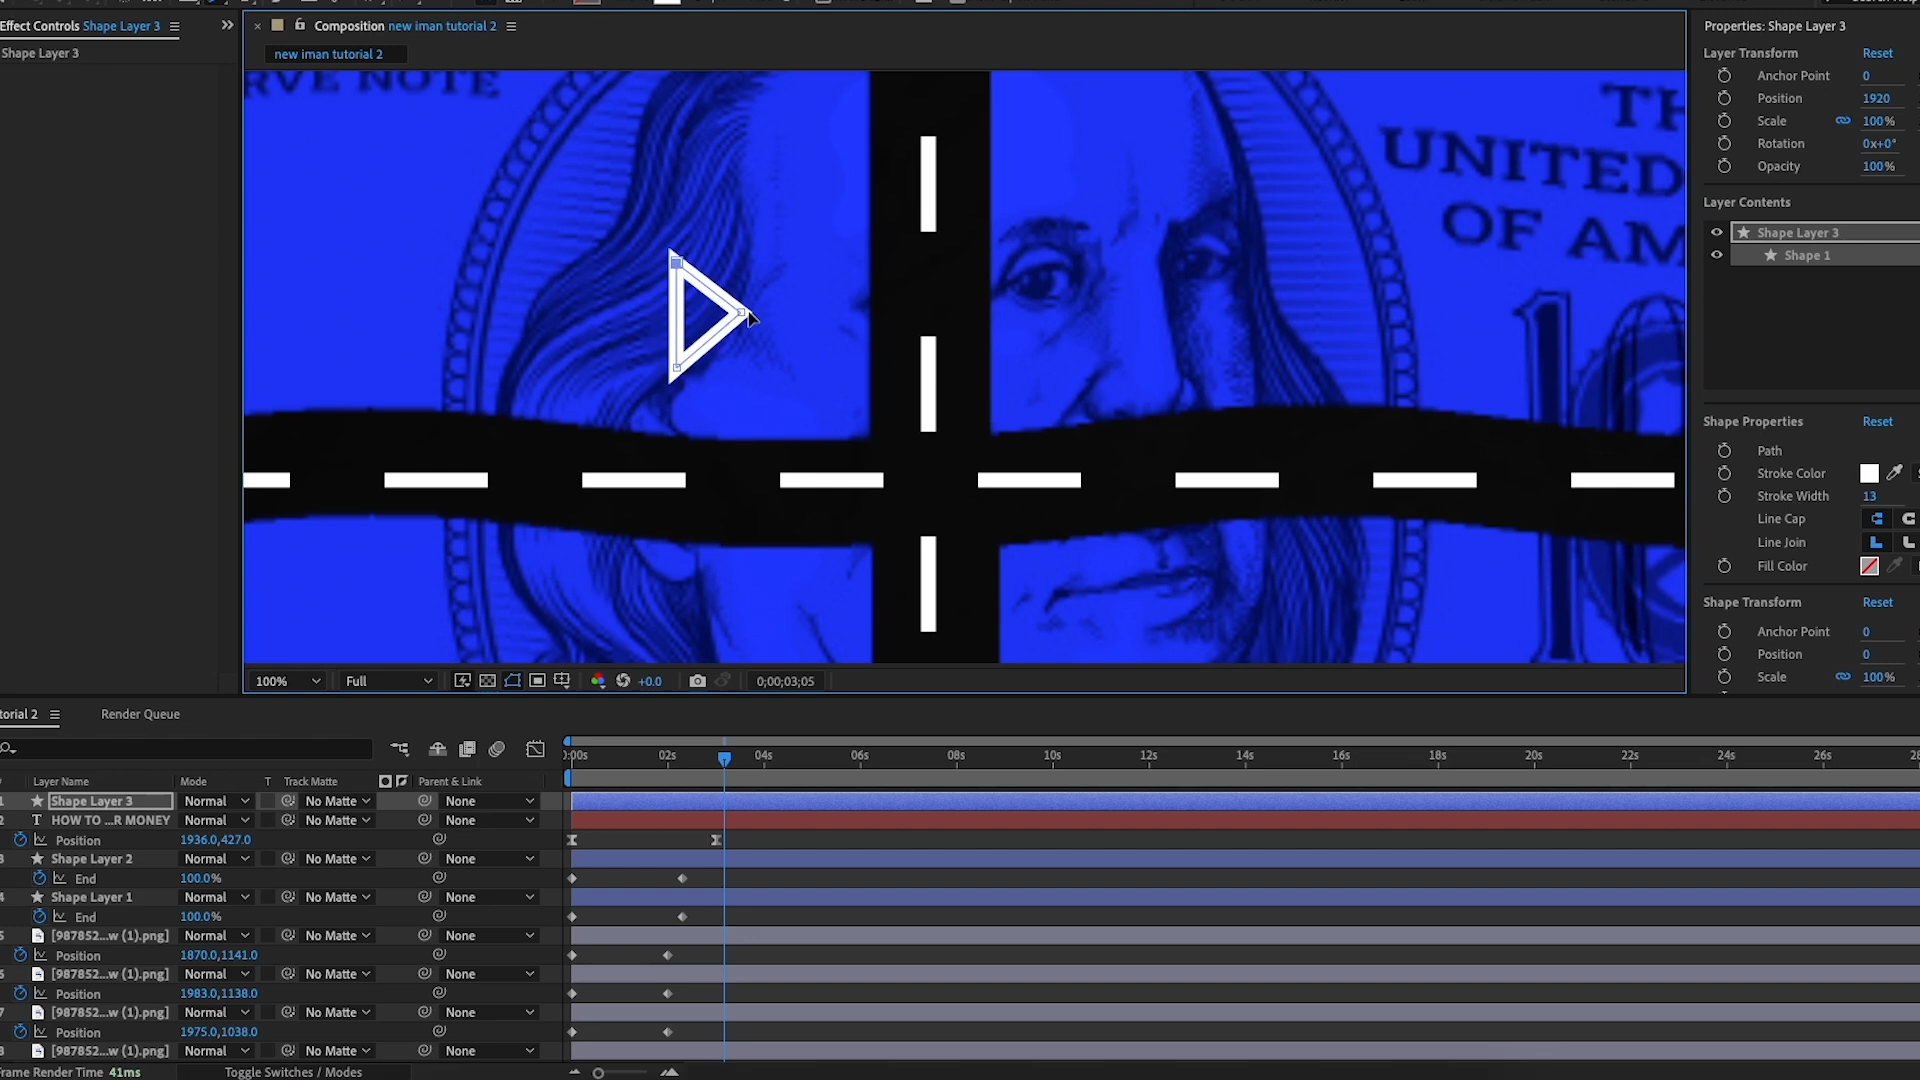 Effect Controls Shape Layer 3
Shape Layer 3
Composition new iman tutorial 2
new iman tutorial 2
RVE NOTE
TH
UNITED
OF AM
100%
Full
+0.0
0;00;03;05
Properties: Shape Layer 3
Layer Transform Reset
Anchor Point 0
Position 1920
Scale 100%
Rotation 0x+0°
Opacity 100%
Layer Contents
Shape Layer 3
Shape 1
Shape Properties Reset
Path
Stroke Color
Stroke Width 13
Line Cap
Line Join
Fill Color
Shape Transform Reset
Anchor Point 0
Position 0
Scale 100%
torial 2 Render Queue
0:00s 02s 04s 06s 08s 10s 12s 14s 16s 18s 20s 22s 24s 26s 28
Layer Name Mode T Track Matte Parent & Link
1 Shape Layer 3 Normal No Matte None
2 T HOW TO ...R MONEY Normal No Matte None
Position 1936.0,427.0
3 Shape Layer 2 Normal No Matte None
End 100.0%
4 Shape Layer 1 Normal No Matte None
End 100.0%
5 [987852...w (1).png] Normal No Matte None
Position 1870.0,1141.0
6 [987852...w (1).png] Normal No Matte None
Position 1983.0,1138.0
7 [987852...w (1).png] Normal No Matte None
Position 1975.0,1038.0
8 [987852...w (1).png] Normal No Matte None
Frame Render Time 41ms Toggle Switches / Modes